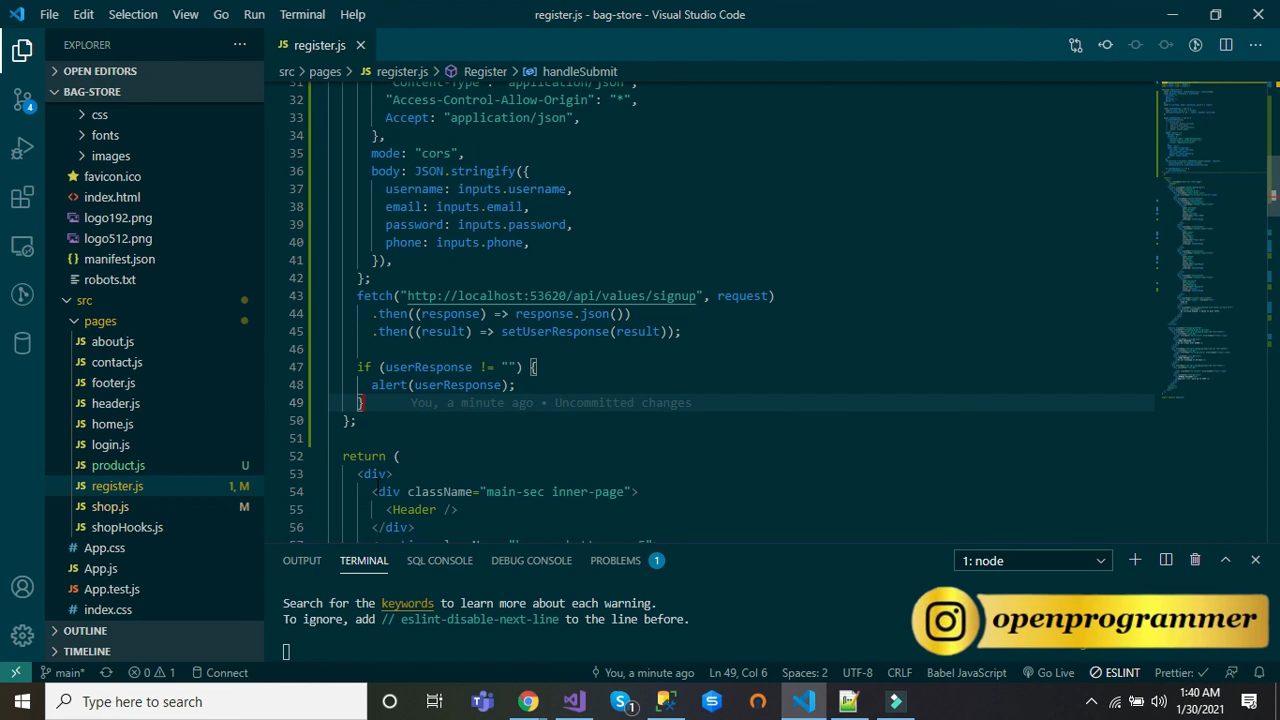 File Edit Selection View Go Run Terminal Help register.js - bag-store - Visual Studio Code
EXPLORER
OPEN EDITORS
BAG-STORE
css
fonts
images
favicon.ico
index.html
logo192.png
logo512.png
manifest.json
robots.txt
src
pages
about.js
contact.js
footer.js
header.js
home.js
login.js
product.js U
register.js 1, M
shop.js M
shopHooks.js
App.css
App.js
App.test.js
index.css
OUTLINE
TIMELINE
4
JS register.js
src > pages > JS register.js > Register > handleSubmit
31 "Content-Type": "application/json",
32 "Access-Control-Allow-Origin": "*",
33 Accept: "application/json",
34 },
35 mode: "cors",
36 body: JSON.stringify({
37 username: inputs.username,
38 email: inputs.email,
39 password: inputs.password,
40 phone: inputs.phone,
41 }),
42 };
43 fetch("http://localhost:53620/api/values/signup", request)
44 .then((response) => response.json())
45 .then((result) => setUserResponse(result));
46
47 if (userResponse != "") {
48 alert(userResponse);
49 } You, a minute ago • Uncommitted changes
50 };
51
52 return (
53 <div>
54 <div className="main-sec inner-page">
55 <Header />
56 </div>
OUTPUT TERMINAL SQL CONSOLE DEBUG CONSOLE PROBLEMS 1 1: node
Search for the keywords to learn more about each warning.
To ignore, add // eslint-disable-next-line to the line before.
openprogrammer
main* 0 1 Connect You, a minute ago Ln 49, Col 6 Spaces: 2 UTF-8 CRLF Babel JavaScript Go Live ESLINT Prettier: ✓
Type here to search
1
1:40 AM
1/30/2021